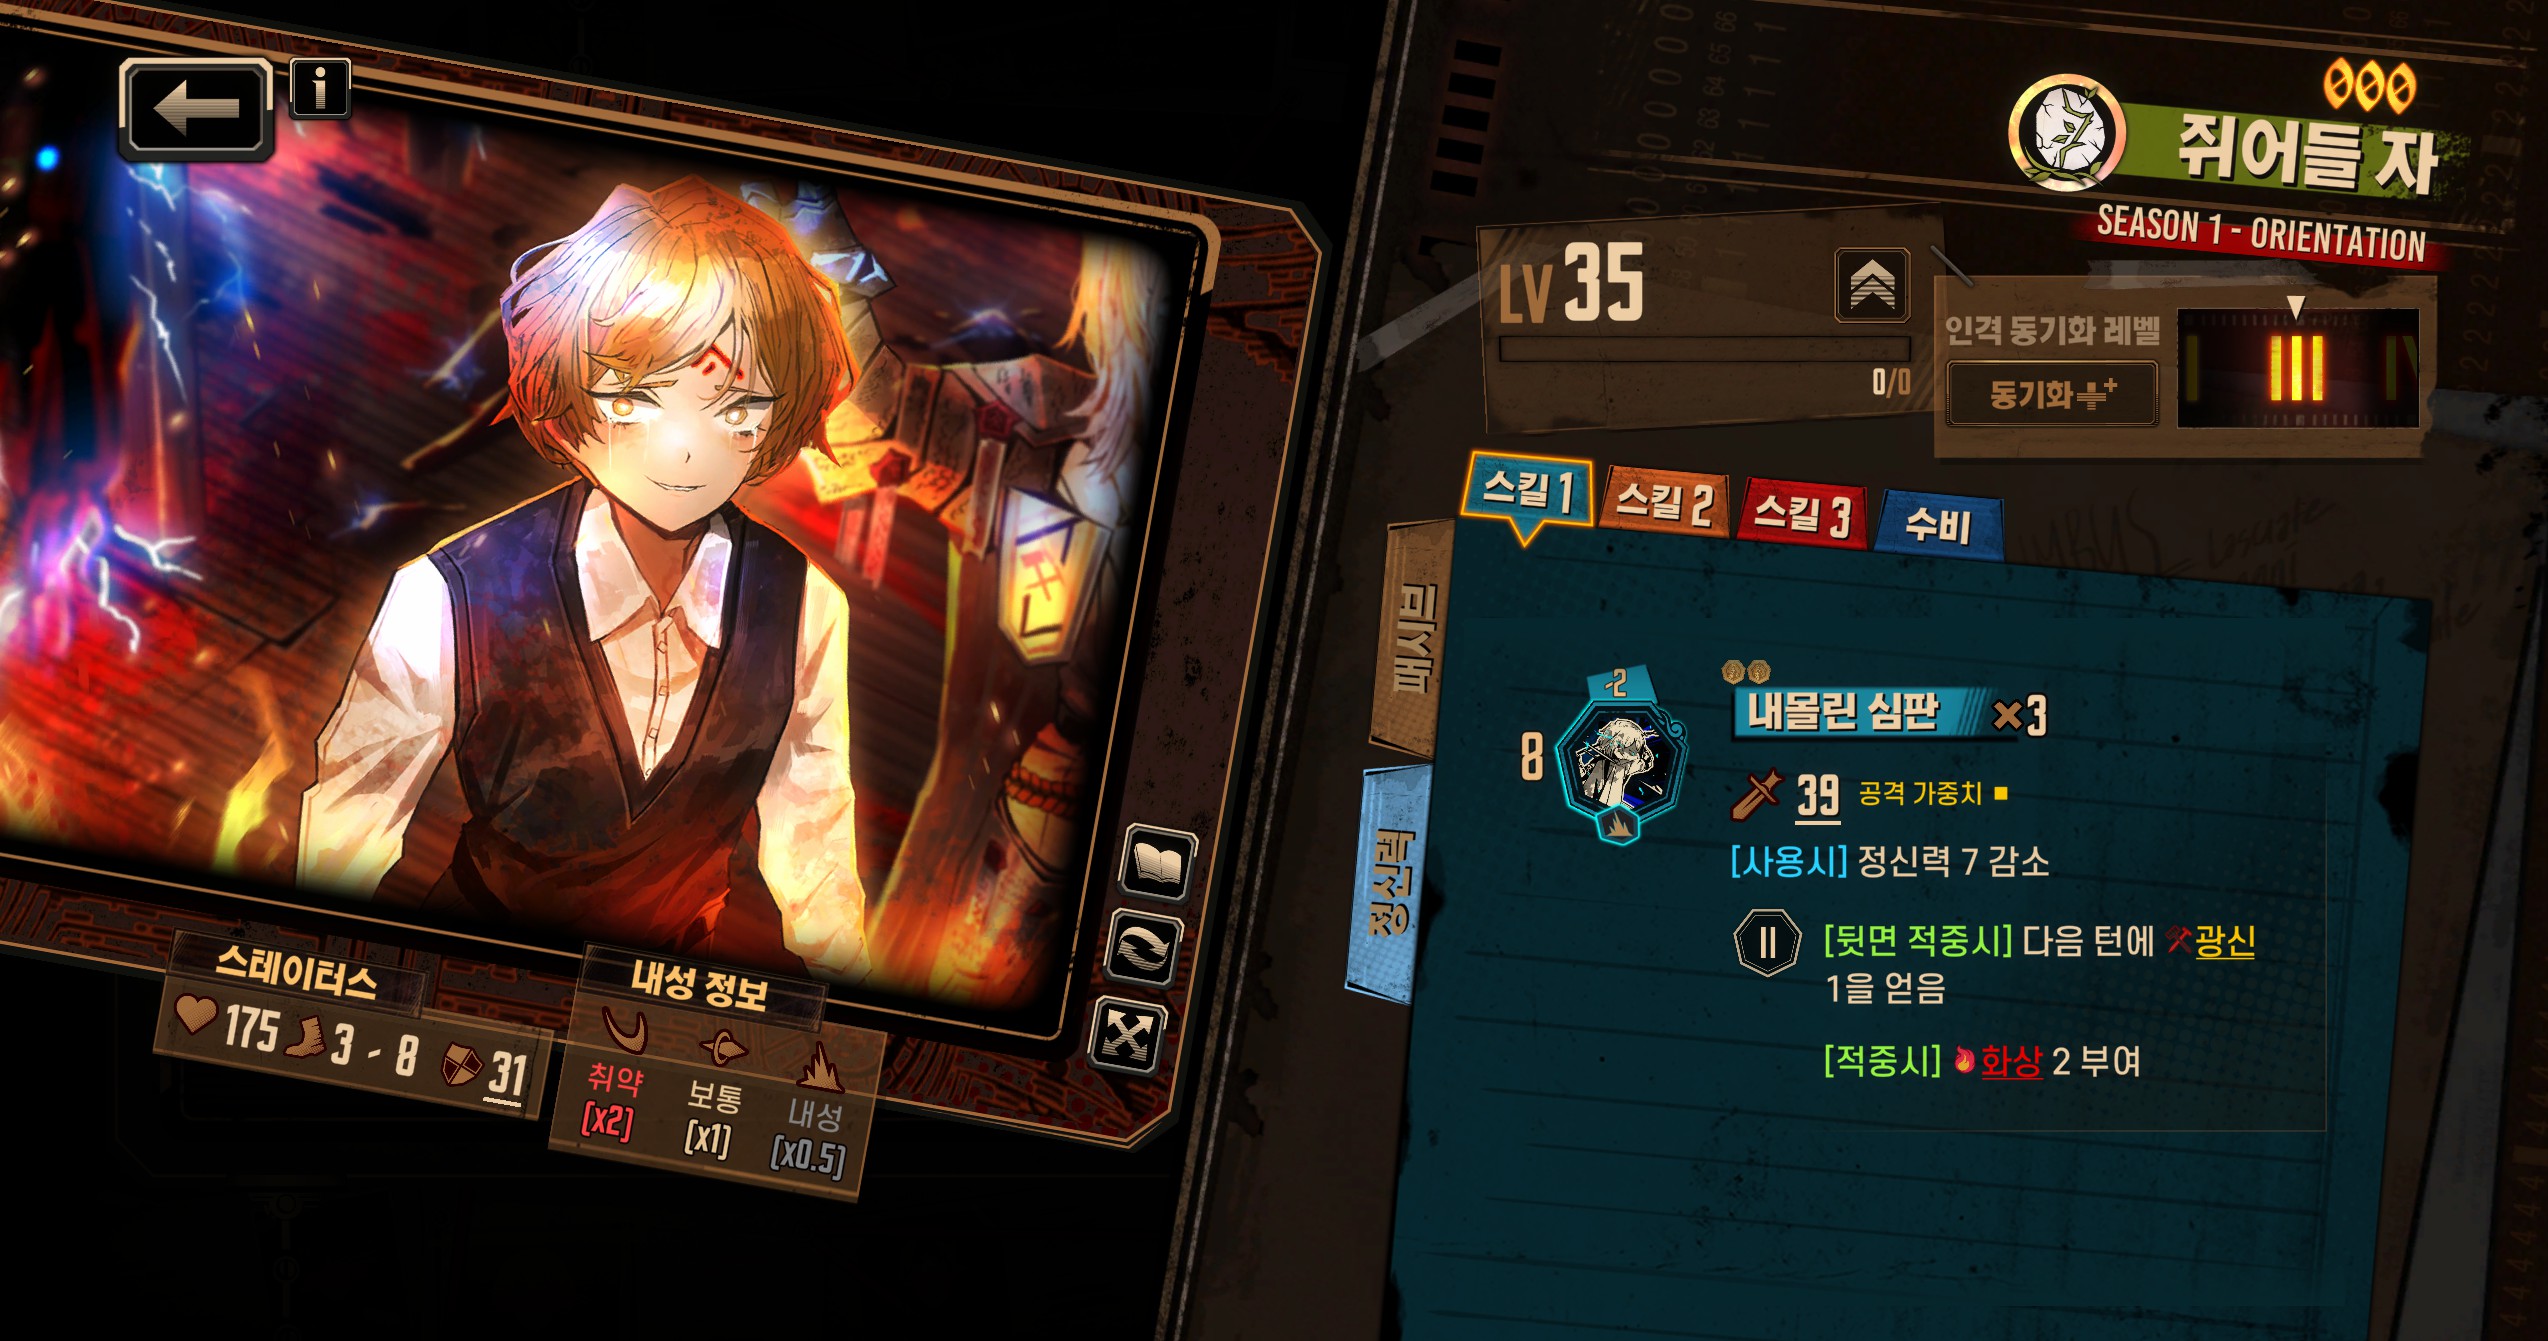 쥐어들 자
SEASON 1 - ORIENTATION
LV 35
0/0
인격 동기화 레벨
동기화
스킬 1
스킬 2
스킬 3
수비
패시브
정신력
-2
8
내몰린 심판 ×3
39 공격 가중치
[사용시] 정신력 7 감소
[뒷면 적중시] 다음 턴에 광신
1을 얻음
[적중시] 화상 2 부여
스테이터스
175 3 - 8 31
내성 정보
취약 보통 내성
[x2] [x1] [x0.5]